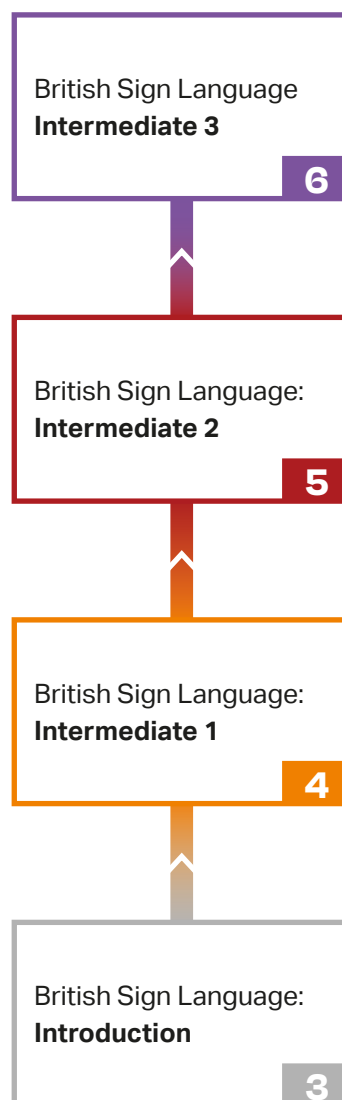 British Sign Language
Intermediate 3
6
British Sign Language:
Intermediate 2
5
British Sign Language:
Intermediate 1
4
British Sign Language:
Introduction
3